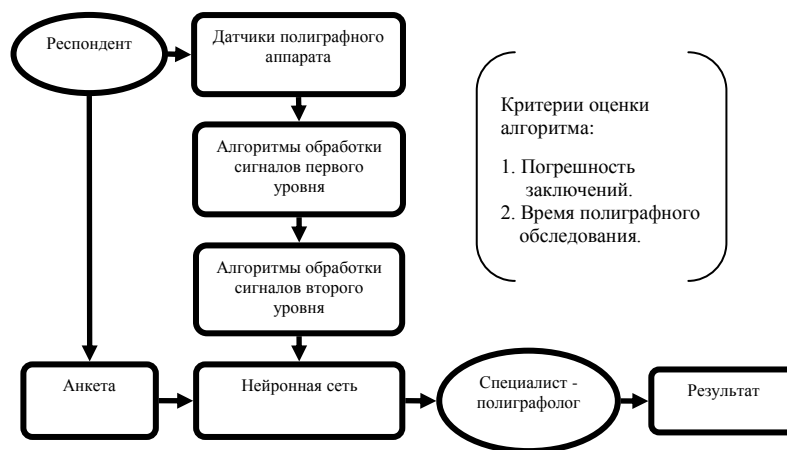 Респондент
Датчики полиграфного
аппарата
Критерии оценки
алгоритма:
1. Погрешность
заключений.
2. Время полиграфного
обследования.
Алгоритмы обработки
сигналов первого
уровня
Алгоритмы обработки
сигналов второго
уровня
Анкета
Нейронная сеть
Специалист -
полиграфолог
Результат